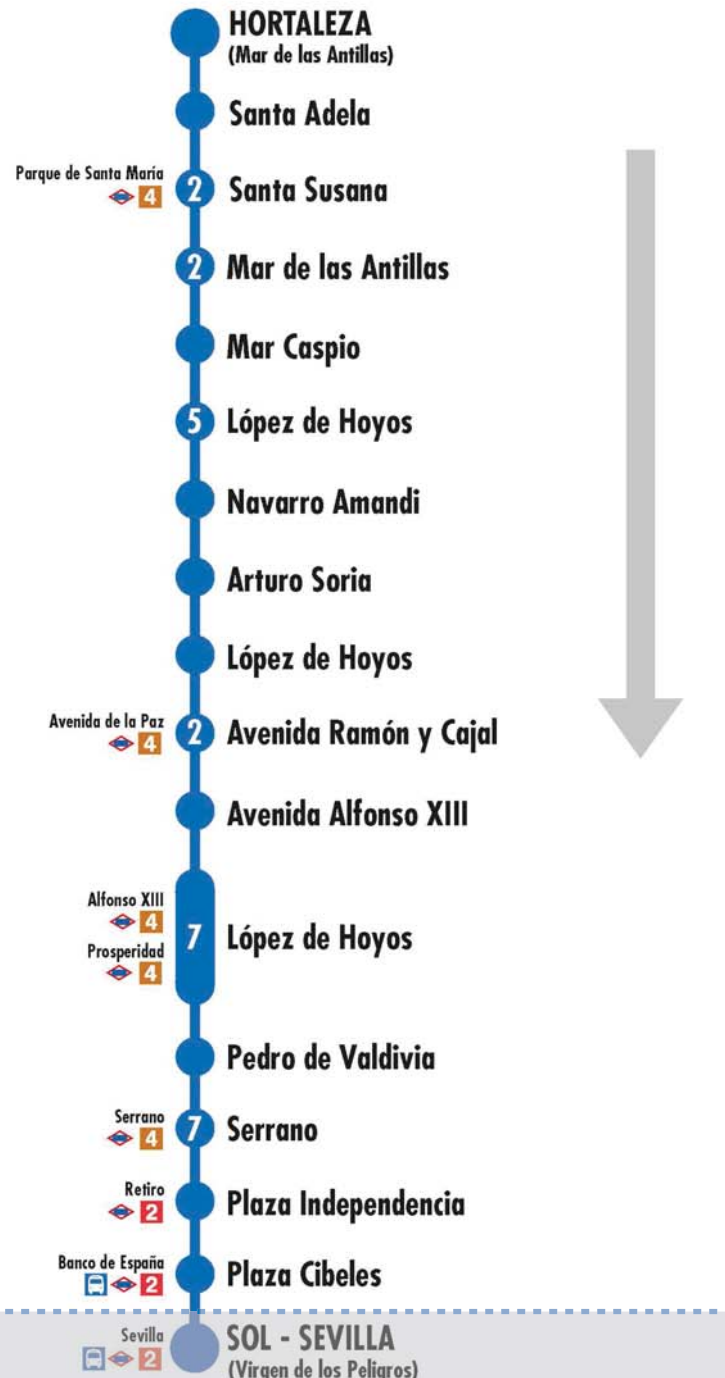 HORTALEZA
(Mar de las Antillas)
Santa Adela
Parque de Santa María
4
2
Santa Susana
2
Mar de las Antillas
Mar Caspio
5
López de Hoyos
Navarro Amandi
Arturo Soria
López de Hoyos
Avenida de la Paz
4
2
Avenida Ramón y Cajal
Avenida Alfonso XIII
Alfonso XIII
4
Prosperidad
4
7
López de Hoyos
Pedro de Valdivia
Serrano
4
7
Serrano
Retiro
2
Plaza Independencia
Banco de España
2
Plaza Cibeles
Sevilla
2
SOL - SEVILLA
(Virgen de los Peligros)